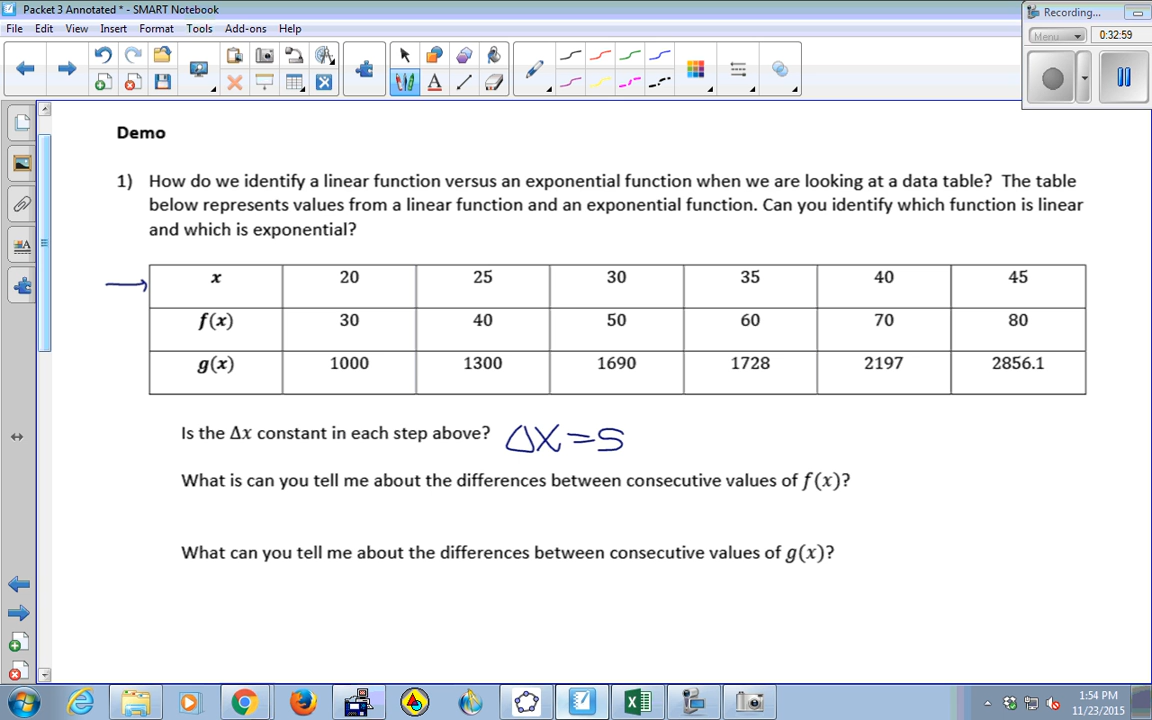 Packet 3 Annotated * - SMART Notebook
File Edit View Insert Format Tools Add-ons Help
Recording...
Menu
0:32:59
Demo
1) How do we identify a linear function versus an exponential function when we are looking at a data table? The table
below represents values from a linear function and an exponential function. Can you identify which function is linear
and which is exponential?
x 20 25 30 35 40 45
f(x) 30 40 50 60 70 80
g(x) 1000 1300 1690 1728 2197 2856.1
Is the Δx constant in each step above? ΔX=5
What is can you tell me about the differences between consecutive values of f(x)?
What can you tell me about the differences between consecutive values of g(x)?
1:54 PM
11/23/2015